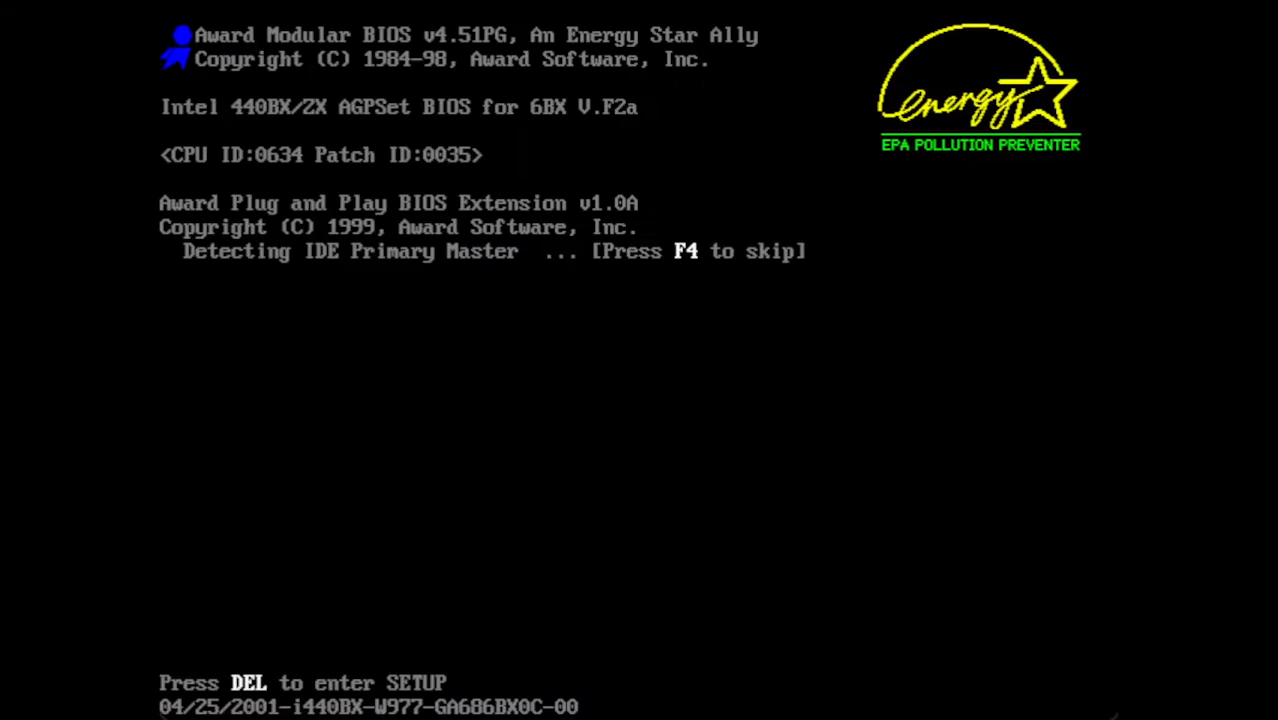 Award Modular BIOS v4.51PG, An Energy Star Ally
Copyright (C) 1984-98, Award Software, Inc.
energy
EPA POLLUTION PREVENTER
Intel 440BX/ZX AGPSet BIOS for 6BX V.F2a
<CPU ID:0634 Patch ID:0035>
Award Plug and Play BIOS Extension v1.0A
Copyright (C) 1999, Award Software, Inc.
Detecting IDE Primary Master ... [Press F4 to skip]
Press DEL to enter SETUP
04/25/2001-i440BX-W977-GA686BX0C-00